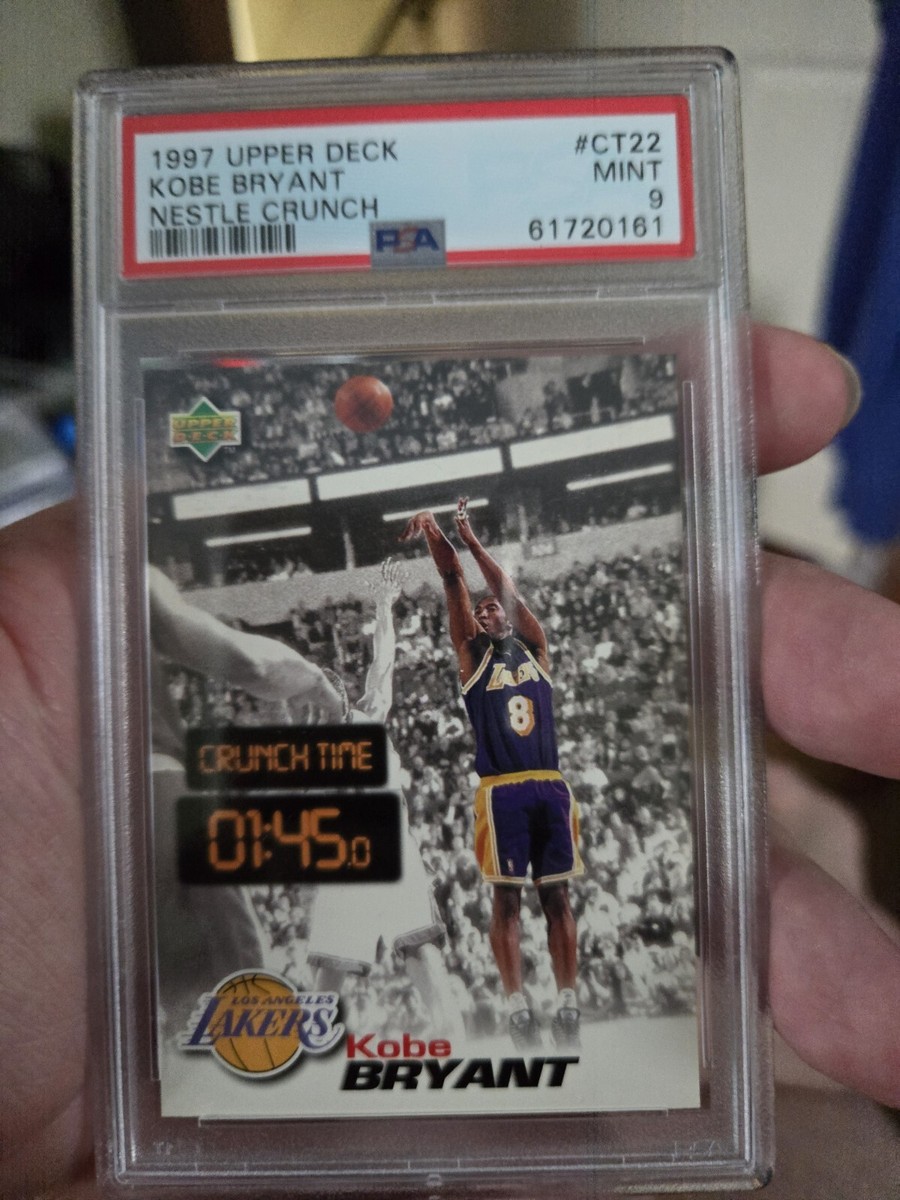 1997 UPPER DECK
KOBE BRYANT
NESTLE CRUNCH
#CT22
MINT
9
61720161
PSA
UPPER
DECK
TM
LAKERS
8
CRUNCH TIME
01:45.0
LOS ANGELES
LAKERS
Kobe
BRYANT